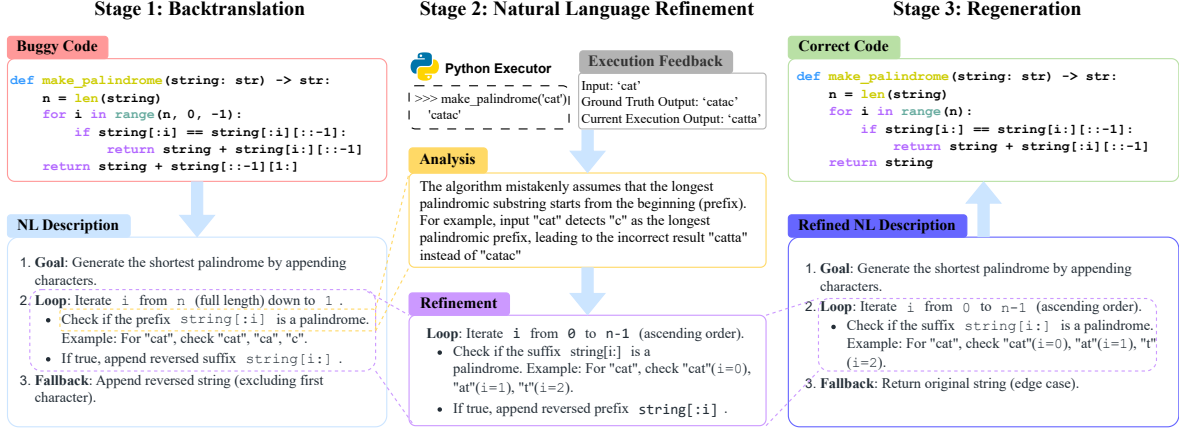 Stage 1: Backtranslation
Buggy Code
def make_palindrome(string: str) -> str:
n = len(string)
for i in range(n, 0, -1):
if string[:i] == string[:i][::-1]:
return string + string[i:][::-1]
return string + string[::-1][1:]
NL Description
1. Goal: Generate the shortest palindrome by appending
characters.
2. Loop: Iterate i from n (full length) down to 1 .
• Check if the prefix string[:i] is a palindrome.
Example: For "cat", check "cat", "ca", "c".
• If true, append reversed suffix string[i:] .
3. Fallback: Append reversed string (excluding first
character).
Stage 2: Natural Language Refinement
Python Executor
>>> make_palindrome('cat')
'catac'
Execution Feedback
Input: ‘cat’
Ground Truth Output: ‘catac’
Current Execution Output: ‘catta’
Analysis
The algorithm mistakenly assumes that the longest
palindromic substring starts from the beginning (prefix).
For example, input "cat" detects "c" as the longest
palindromic prefix, leading to the incorrect result "catta"
instead of "catac"
Refinement
Loop: Iterate i from 0 to n-1 (ascending order).
• Check if the suffix string[i:] is a
palindrome. Example: For "cat", check "cat"(i=0),
"at"(i=1), "t"(i=2).
• If true, append reversed prefix string[:i] .
Stage 3: Regeneration
Correct Code
def make_palindrome(string: str) -> str:
n = len(string)
for i in range(n):
if string[i:] == string[i:][::-1]:
return string + string[:i][::-1]
return string
Refined NL Description
1. Goal: Generate the shortest palindrome by appending
characters.
2. Loop: Iterate i from 0 to n-1 (ascending order).
• Check if the suffix string[i:] is a palindrome.
Example: For "cat", check "cat"(i=0), "at"(i=1), "t"
(i=2).
3. Fallback: Return original string (edge case).